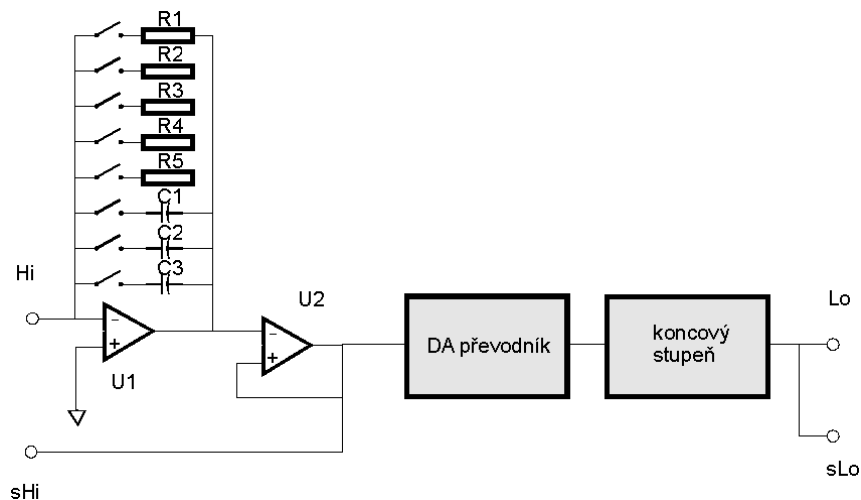 R1
R2
R3
R4
R5
C1
C2
C3
Hi
U2
Lo
DA převodník
koncový
stupeň
U1
sHi
sLo